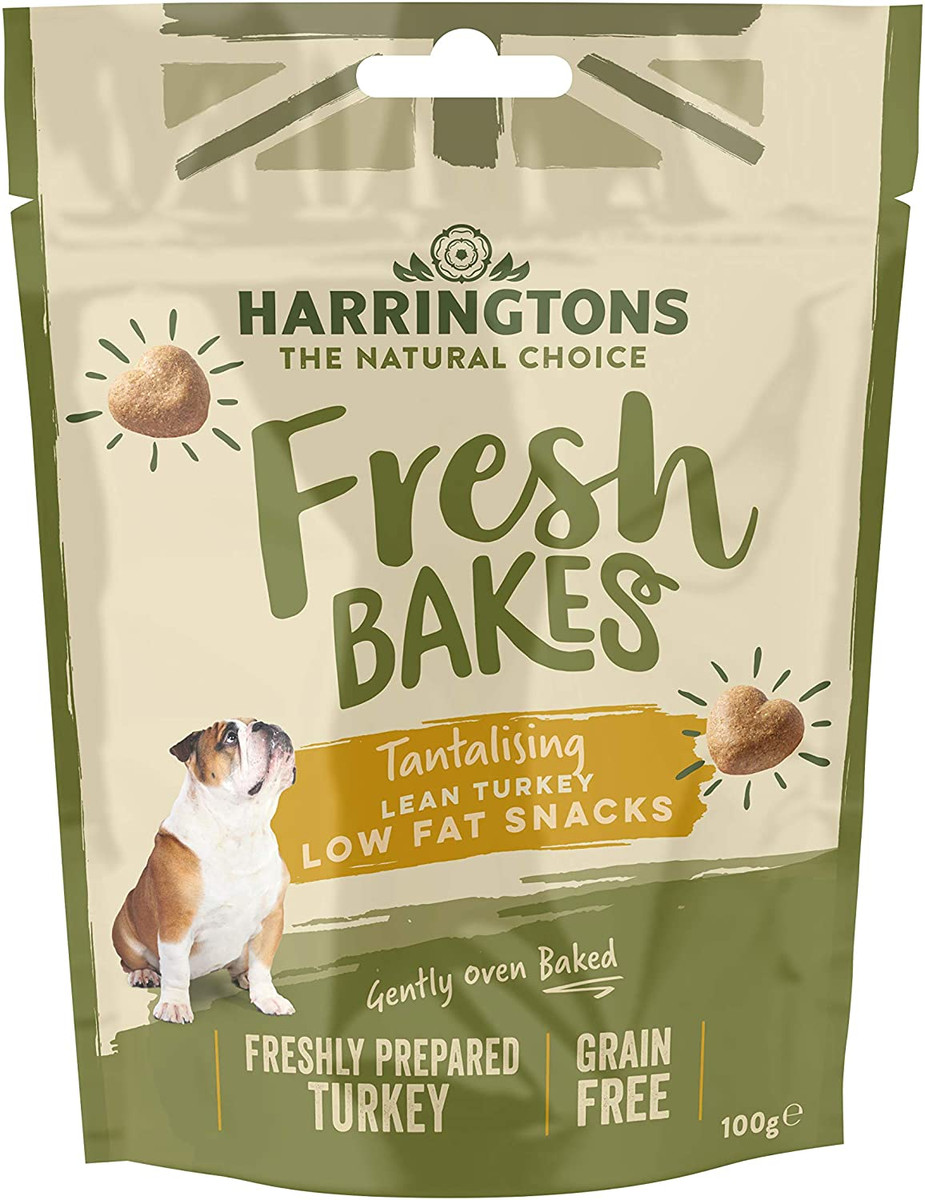 HARRINGTONS
THE NATURAL CHOICE
Fresh
BAKES
Tantalising
LEAN TURKEY
LOW FAT SNACKS
Gently Oven Baked
FRESHLY PREPARED
TURKEY
GRAIN
FREE
100g℮